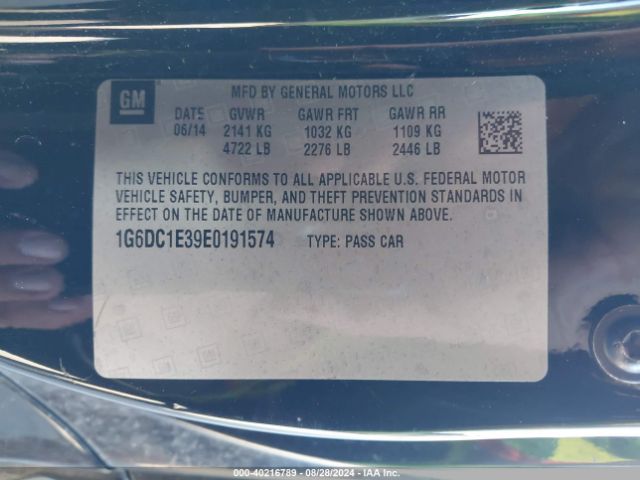 GM
MFD BY GENERAL MOTORS LLC
DATE GVWR GAWR FRT GAWR RR
06/14 2141 KG 1032 KG 1109 KG
4722 LB 2276 LB 2446 LB
THIS VEHICLE CONFORMS TO ALL APPLICABLE U.S. FEDERAL MOTOR
VEHICLE SAFETY, BUMPER, AND THEFT PREVENTION STANDARDS IN
EFFECT ON THE DATE OF MANUFACTURE SHOWN ABOVE.
1G6DC1E39E0191574 TYPE: PASS CAR
000-40216789 - 08/28/2024 - IAA Inc.